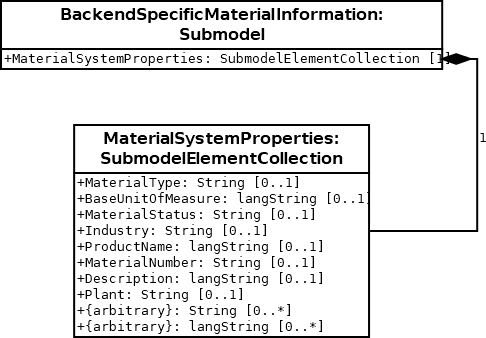 BackendSpecificMaterialInformation:
Submodel
+MaterialSystemProperties: SubmodelElementCollection [1]
1
MaterialSystemProperties:
SubmodelElementCollection
+MaterialType: String [0..1]
+BaseUnitOfMeasure: langString [0..1]
+MaterialStatus: String [0..1]
+Industry: String [0..1]
+ProductName: langString [0..1]
+MaterialNumber: String [0..1]
+Description: langString [0..1]
+Plant: String [0..1]
+{arbitrary}: String [0..*]
+{arbitrary}: langString [0..*]